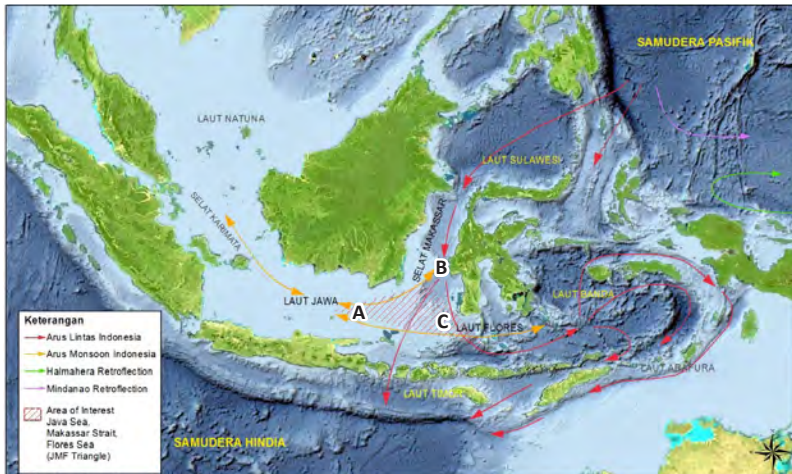 SAMUDERA PASIFIK
LAUT NATUNA
LAUT SULAWESI
SELAT KARIMATA
SELAT MAKASSAR
B
LAUT JAWA
A
C
LAUT FLORES
LAUT BANDA
LAUT ARAFURA
LAUT TIMOR
SAMUDERA HINDIA
Keterangan
Arus Lintas Indonesia
Arus Monsoon Indonesia
Halmahera Retroflection
Mindanao Retroflection
Area of Interest
Java Sea,
Makassar Strait,
Flores Sea
(JMF Triangle)